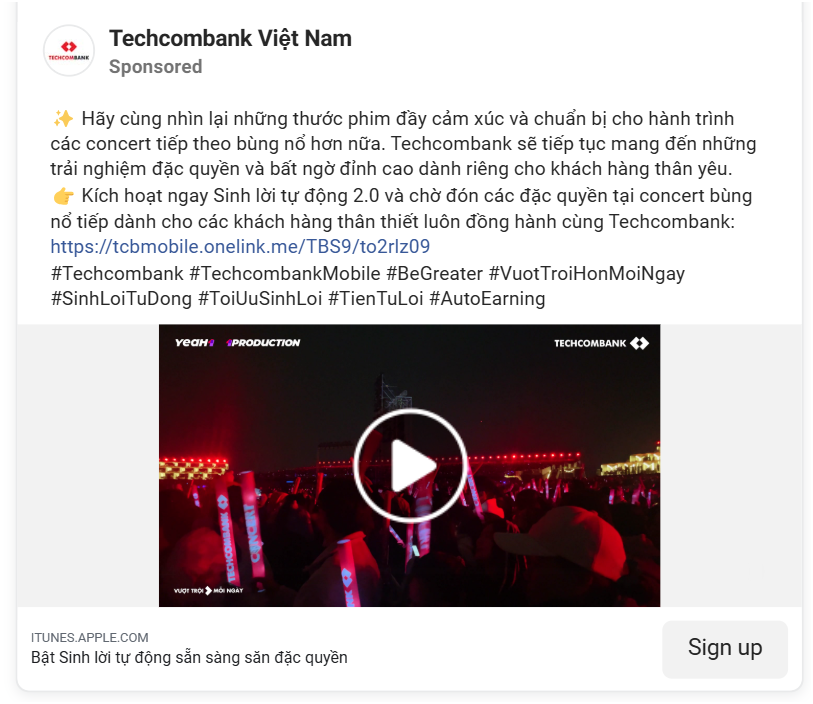 TECHCOMBANK
Techcombank Việt Nam
Sponsored
✨ Hãy cùng nhìn lại những thước phim đầy cảm xúc và chuẩn bị cho hành trình
các concert tiếp theo bùng nổ hơn nữa. Techcombank sẽ tiếp tục mang đến những
trải nghiệm đặc quyền và bất ngờ đỉnh cao dành riêng cho khách hàng thân yêu.
👉 Kích hoạt ngay Sinh lời tự động 2.0 và chờ đón các đặc quyền tại concert bùng
nổ tiếp dành cho các khách hàng thân thiết luôn đồng hành cùng Techcombank:
https://tcbmobile.onelink.me/TBS9/to2rlz09
#Techcombank #TechcombankMobile #BeGreater #VuotTroiHonMoiNgay
#SinhLoiTuDong #ToiUuSinhLoi #TienTuLoi #AutoEarning
YEAH1 1PRODUCTION
TECHCOMBANK
TECHCOMBANK
CONCERT
VƯỢT TRỘI MỖI NGÀY
ITUNES.APPLE.COM
Bật Sinh lời tự động sẵn sàng săn đặc quyền
Sign up